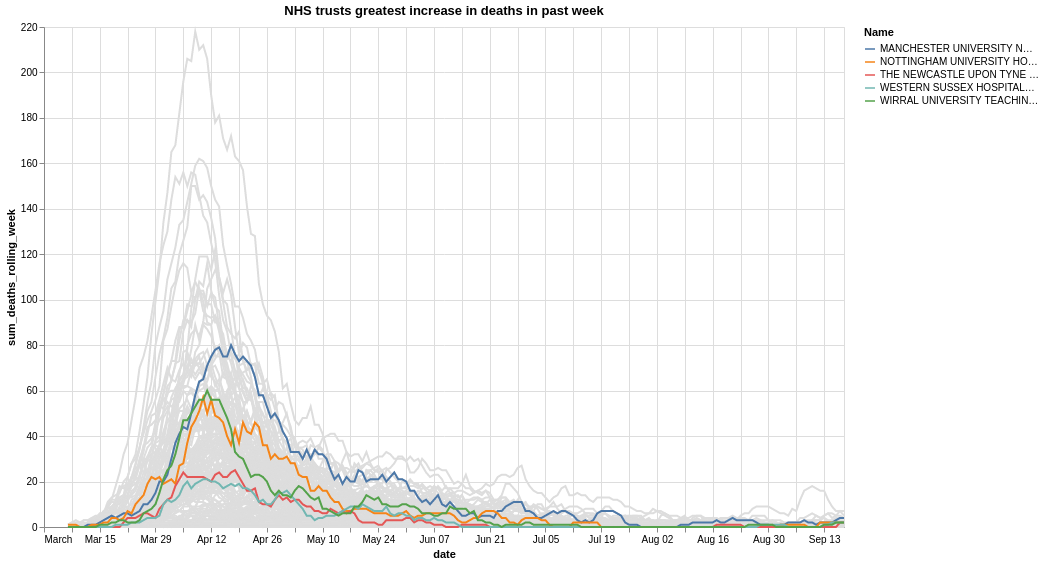 NHS trusts greatest increase in deaths in past week
Name
MANCHESTER UNIVERSITY N...
NOTTINGHAM UNIVERSITY HO...
THE NEWCASTLE UPON TYNE ...
WESTERN SUSSEX HOSPITAL...
WIRRAL UNIVERSITY TEACHIN...
sum_deaths_rolling_week
220
200
180
160
140
120
100
80
60
40
20
0
March Mar 15 Mar 29 Apr 12 Apr 26 May 10 May 24 Jun 07 Jun 21 Jul 05 Jul 19 Aug 02 Aug 16 Aug 30 Sep 13
date